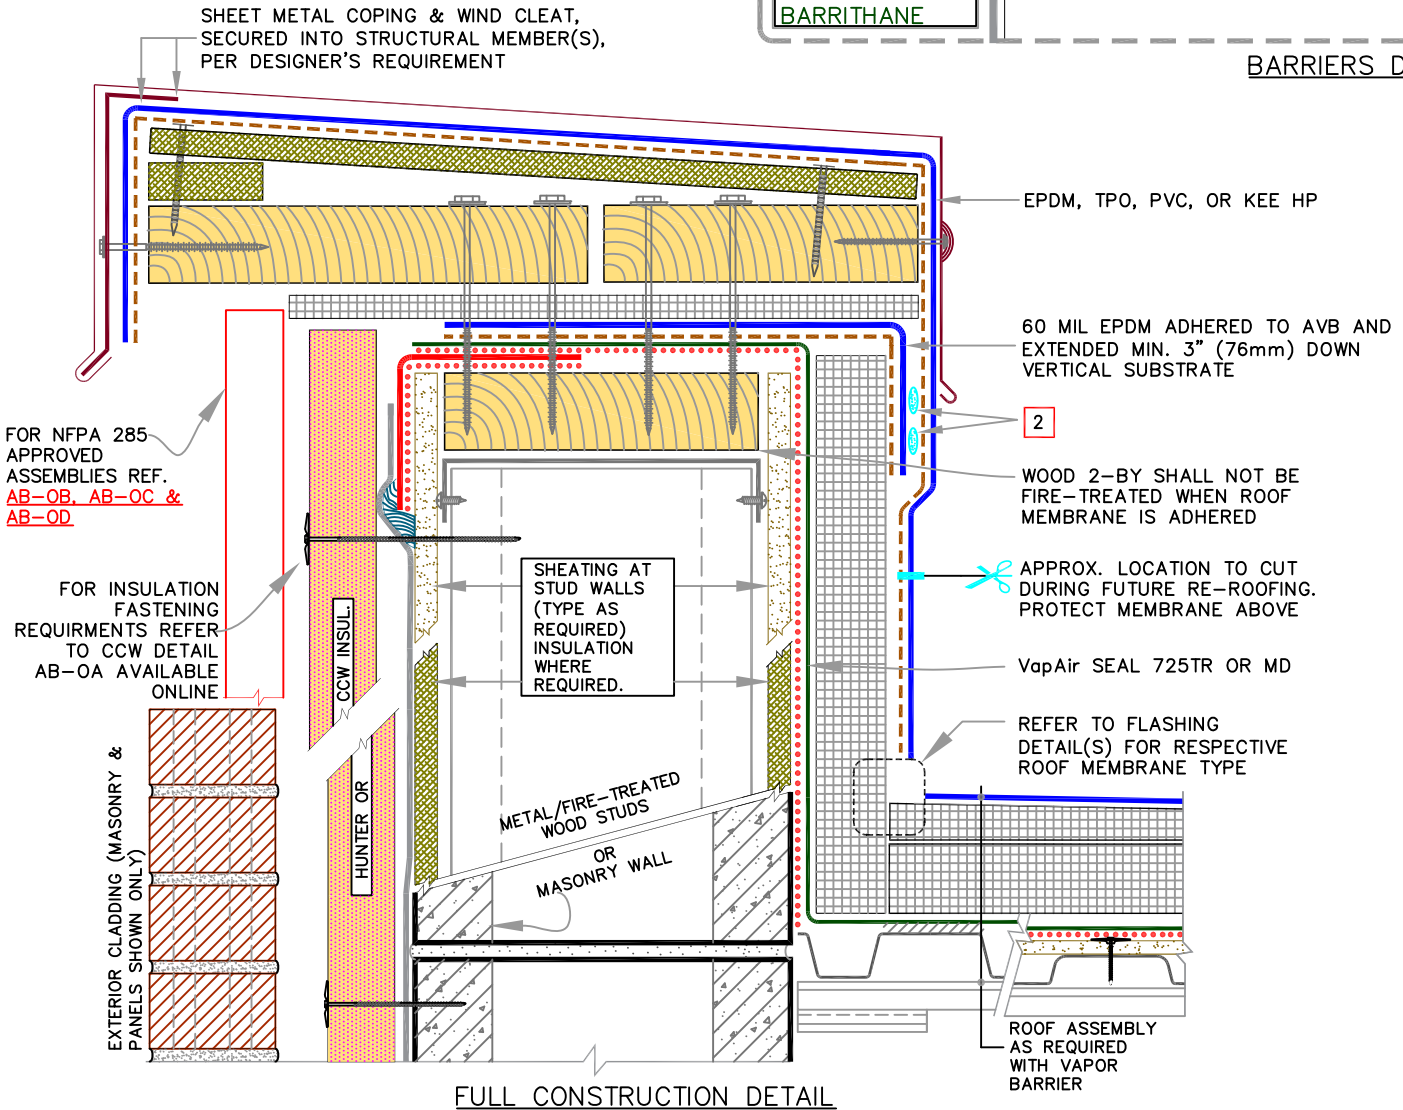 SHEET METAL COPING & WIND CLEAT,
SECURED INTO STRUCTURAL MEMBER(S),
PER DESIGNER'S REQUIREMENT
BARRITHANE
BARRIERS D
EPDM, TPO, PVC, OR KEE HP
60 MIL EPDM ADHERED TO AVB AND
EXTENDED MIN. 3" (76mm) DOWN
VERTICAL SUBSTRATE
2
WOOD 2-BY SHALL NOT BE
FIRE-TREATED WHEN ROOF
MEMBRANE IS ADHERED
APPROX. LOCATION TO CUT
DURING FUTURE RE-ROOFING.
PROTECT MEMBRANE ABOVE
VapAir SEAL 725TR OR MD
REFER TO FLASHING
DETAIL(S) FOR RESPECTIVE
ROOF MEMBRANE TYPE
FOR NFPA 285
APPROVED
ASSEMBLIES REF.
AB-OB, AB-OC &
AB-OD
FOR INSULATION
FASTENING
REQUIRMENTS REFER
TO CCW DETAIL
AB-OA AVAILABLE
ONLINE
SHEATING AT
STUD WALLS
(TYPE AS
REQUIRED)
INSULATION
WHERE
REQUIRED.
CCW INSUL.
HUNTER OR
EXTERIOR CLADDING (MASONRY &
PANELS SHOWN ONLY)
METAL/FIRE-TREATED
WOOD STUDS
OR
MASONRY WALL
ROOF ASSEMBLY
AS REQUIRED
WITH VAPOR
BARRIER
FULL CONSTRUCTION DETAIL